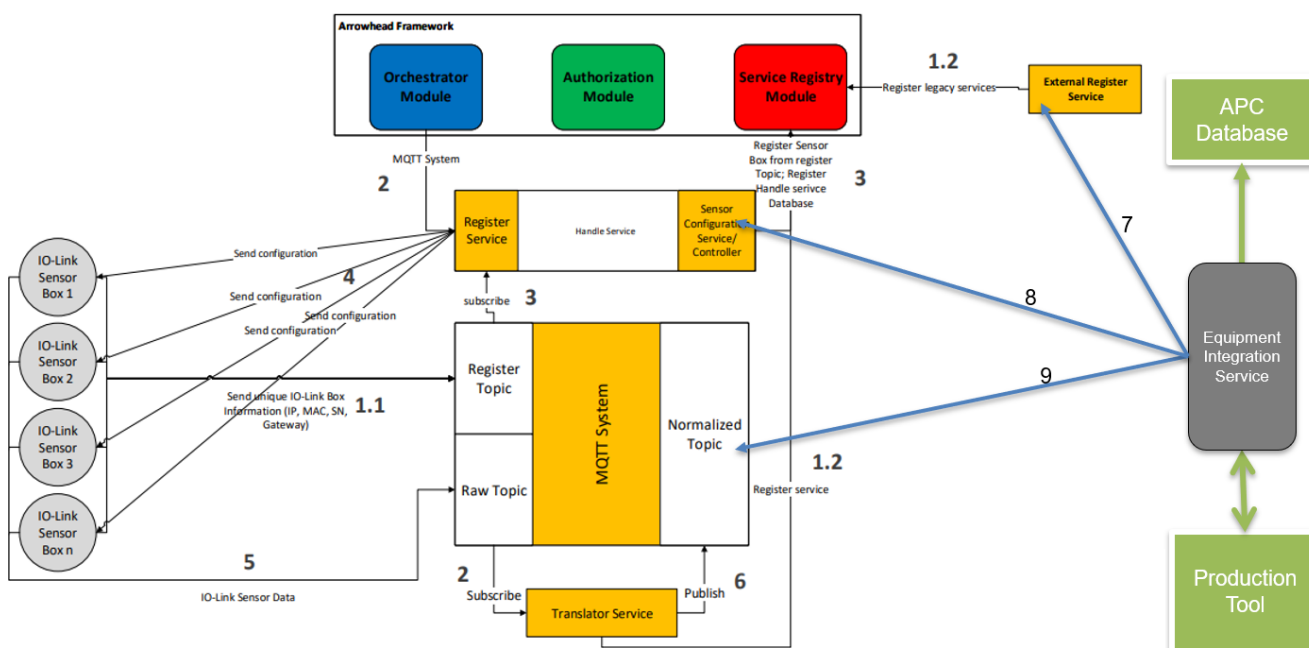 Arrowhead Framework
Orchestrator
Module
Authorization
Module
Service Registry
Module
1.2
Register legacy services
External Register
Service
APC
Database
MQTT System
2
Register Sensor
Box from register
Topic; Register
Handle serivce
Database
3
7
Register
Service
Handle Service
Sensor
Configuration
Service/
Controller
IO-Link
Sensor
Box 1
Send configuration
4
Send configuration
Send configuration
Send configuration
subscribe
3
8
Equipment
Integration
Service
IO-Link
Sensor
Box 2
Register
Topic
9
Send unique IO-Link Box
Information (IP, MAC, SN,
Gateway)
1.1
MQTT System
Normalized
Topic
IO-Link
Sensor
Box 3
1.2
Register service
Raw Topic
IO-Link
Sensor
Box n
5
IO-Link Sensor Data
2
Subscribe
6
Publish
Translator Service
Production
Tool